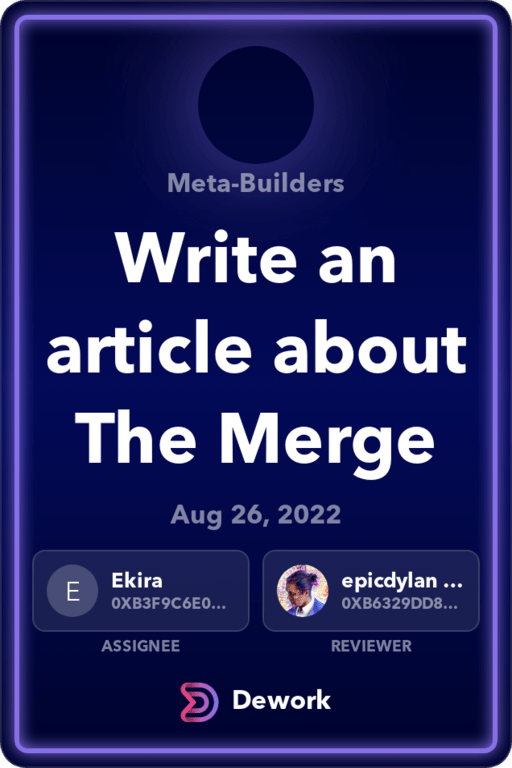 Meta-Builders
Write an
article about
The Merge
Aug 26, 2022
E
Ekira
0XB3F9C6E0...
epicdylan ...
0XB6329DD8...
ASSIGNEE
REVIEWER
Dework